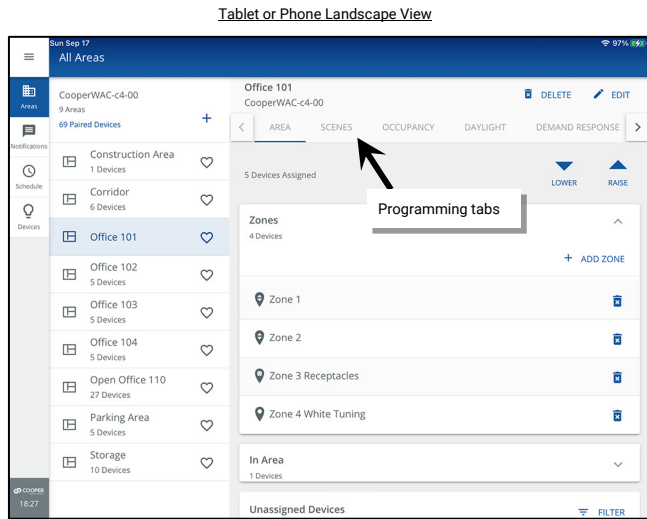 Tablet or Phone Landscape View
Sun Sep 17
97%
All Areas
Areas
Notifications
Schedule
Devices
COOPER
18:27
CooperWAC-c4-00
9 Areas
69 Paired Devices
+
Construction Area
1 Devices
Corridor
6 Devices
Office 101
Office 102
5 Devices
Office 103
5 Devices
Office 104
5 Devices
Open Office 110
27 Devices
Parking Area
5 Devices
Storage
10 Devices
Office 101
CooperWAC-c4-00
DELETE
EDIT
AREA SCENES OCCUPANCY DAYLIGHT DEMAND RESPONSE
5 Devices Assigned
LOWER RAISE
Programming tabs
Zones
4 Devices
+ ADD ZONE
Zone 1
Zone 2
Zone 3 Receptacles
Zone 4 White Tuning
In Area
1 Devices
Unassigned Devices
FILTER